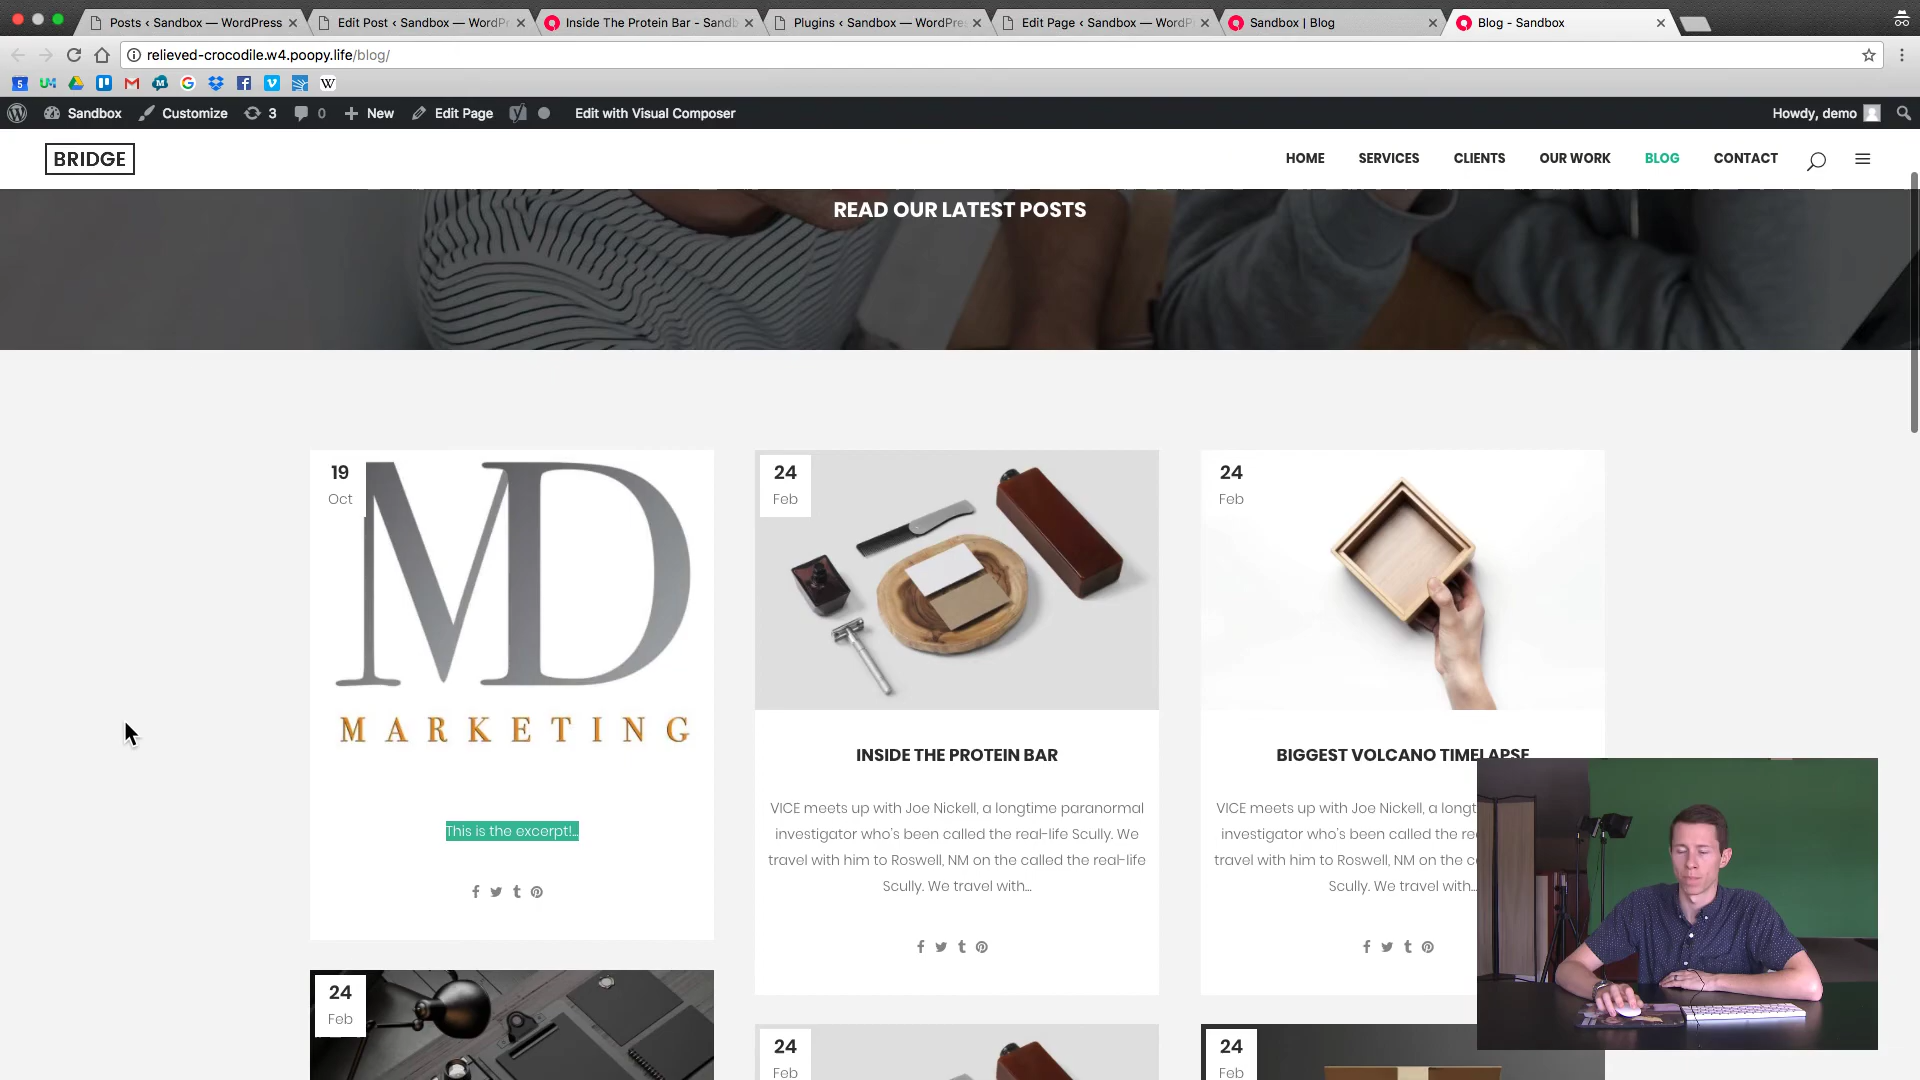 Posts ‹ Sandbox — WordPress
Edit Post ‹ Sandbox — WordPr
Inside The Protein Bar - Sandb
Plugins ‹ Sandbox — WordPres
Edit Page ‹ Sandbox — WordP
Sandbox | Blog
Blog - Sandbox
relieved-crocodile.w4.poopy.life/blog/
Sandbox
Customize
3
0
New
Edit Page
Edit with Visual Composer
Howdy, demo
BRIDGE
HOME
SERVICES
CLIENTS
OUR WORK
BLOG
CONTACT
READ OUR LATEST POSTS
19
Oct
MD
MARKETING
This is the excerpt!...
24
Feb
INSIDE THE PROTEIN BAR
VICE meets up with Joe Nickell, a longtime paranormal
investigator who's been called the real-life Scully. We
travel with him to Roswell, NM on the called the real-life
Scully. We travel with...
24
Feb
BIGGEST VOLCANO TIMELAPSE
VICE meets up with Joe Nickell, a longt
investigator who's been called the re
travel with him to Roswell, NM on the c
Scully. We travel with...
24
Feb
24
Feb
24
Feb